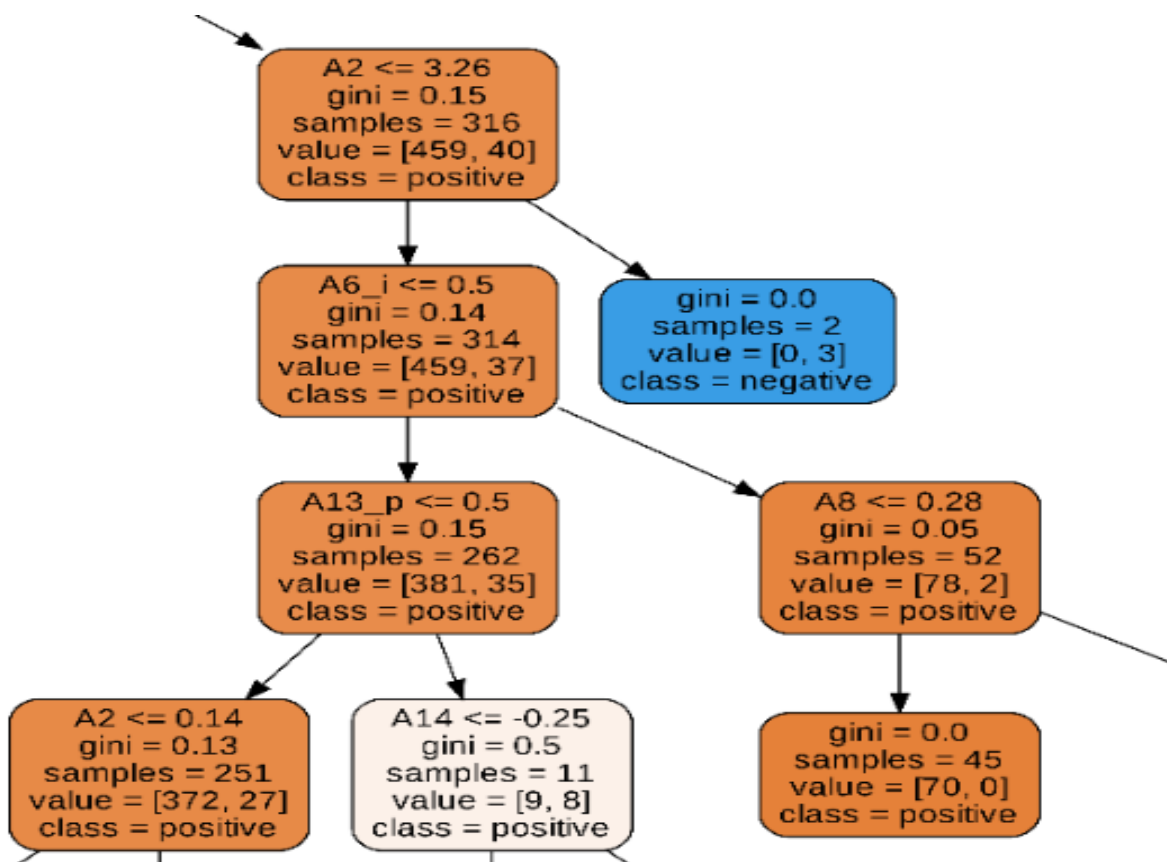 A2 <= 3.26
gini = 0.15
samples = 316
value = [459, 40]
class = positive
A6_i <= 0.5
gini = 0.14
samples = 314
value = [459, 37]
class = positive
gini = 0.0
samples = 2
value = [0, 3]
class = negative
A13_p <= 0.5
gini = 0.15
samples = 262
value = [381, 35]
class = positive
A8 <= 0.28
gini = 0.05
samples = 52
value = [78, 2]
class = positive
A2 <= 0.14
gini = 0.13
samples = 251
value = [372, 27]
class = positive
A14 <= -0.25
gini = 0.5
samples = 11
value = [9, 8]
class = positive
gini = 0.0
samples = 45
value = [70, 0]
class = positive